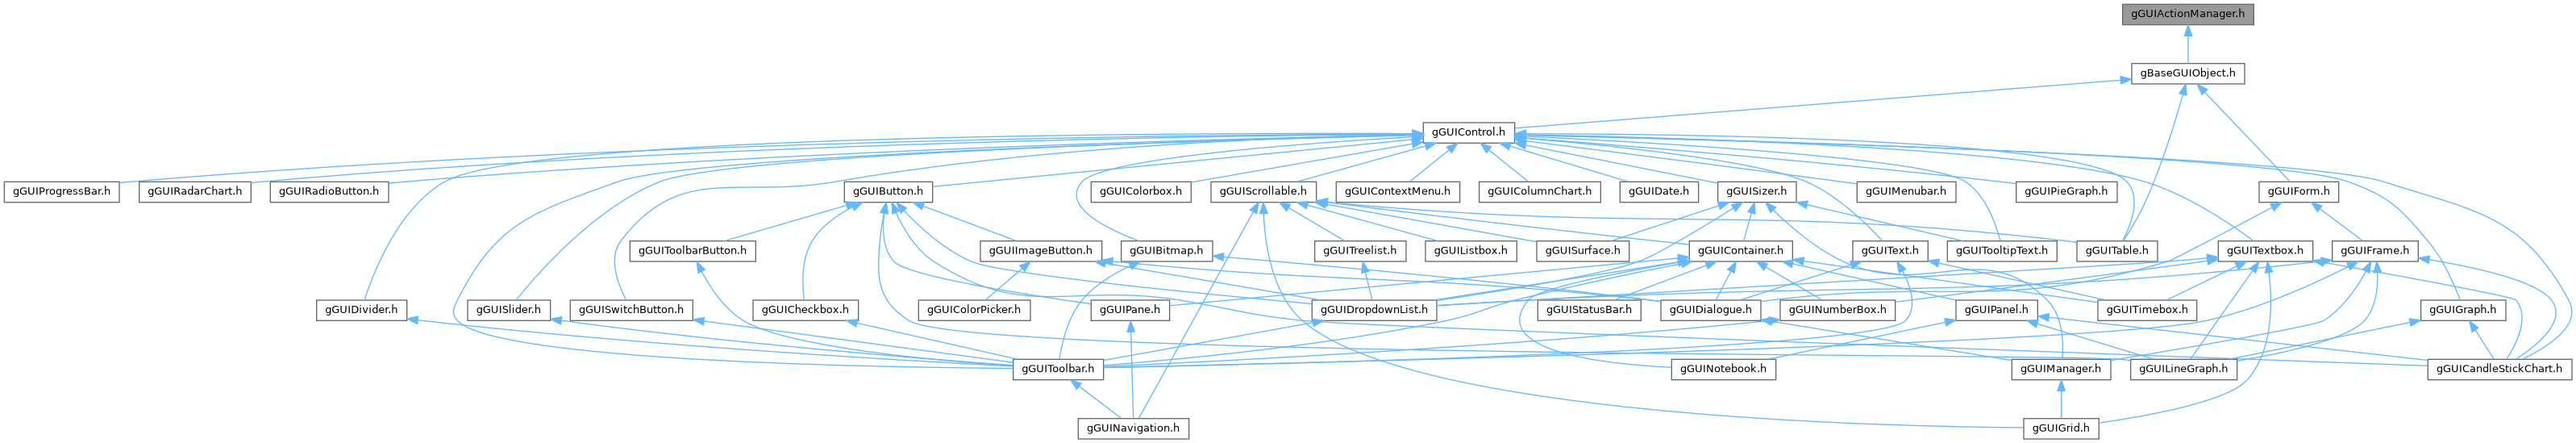 gGUIActionManager.h
gBaseGUIObject.h
gGUIControl.h
gGUIProgressBar.h
gGUIRadarChart.h
gGUIRadioButton.h
gGUIButton.h
gGUIColorbox.h
gGUIScrollable.h
gGUIContextMenu.h
gGUIColumnChart.h
gGUIDate.h
gGUISizer.h
gGUIMenubar.h
gGUIPieGraph.h
gGUIForm.h
gGUIToolbarButton.h
gGUIImageButton.h
gGUIBitmap.h
gGUITreelist.h
gGUIListbox.h
gGUISurface.h
gGUIContainer.h
gGUIText.h
gGUITooltipText.h
gGUITable.h
gGUITextbox.h
gGUIFrame.h
gGUIDivider.h
gGUISlider.h
gGUISwitchButton.h
gGUICheckbox.h
gGUIColorPicker.h
gGUIPane.h
gGUIDropdownList.h
gGUIStatusBar.h
gGUIDialogue.h
gGUINumberBox.h
gGUIPanel.h
gGUITimebox.h
gGUIGraph.h
gGUIToolbar.h
gGUINotebook.h
gGUIManager.h
gGUILineGraph.h
gGUICandleStickChart.h
gGUINavigation.h
gGUIGrid.h